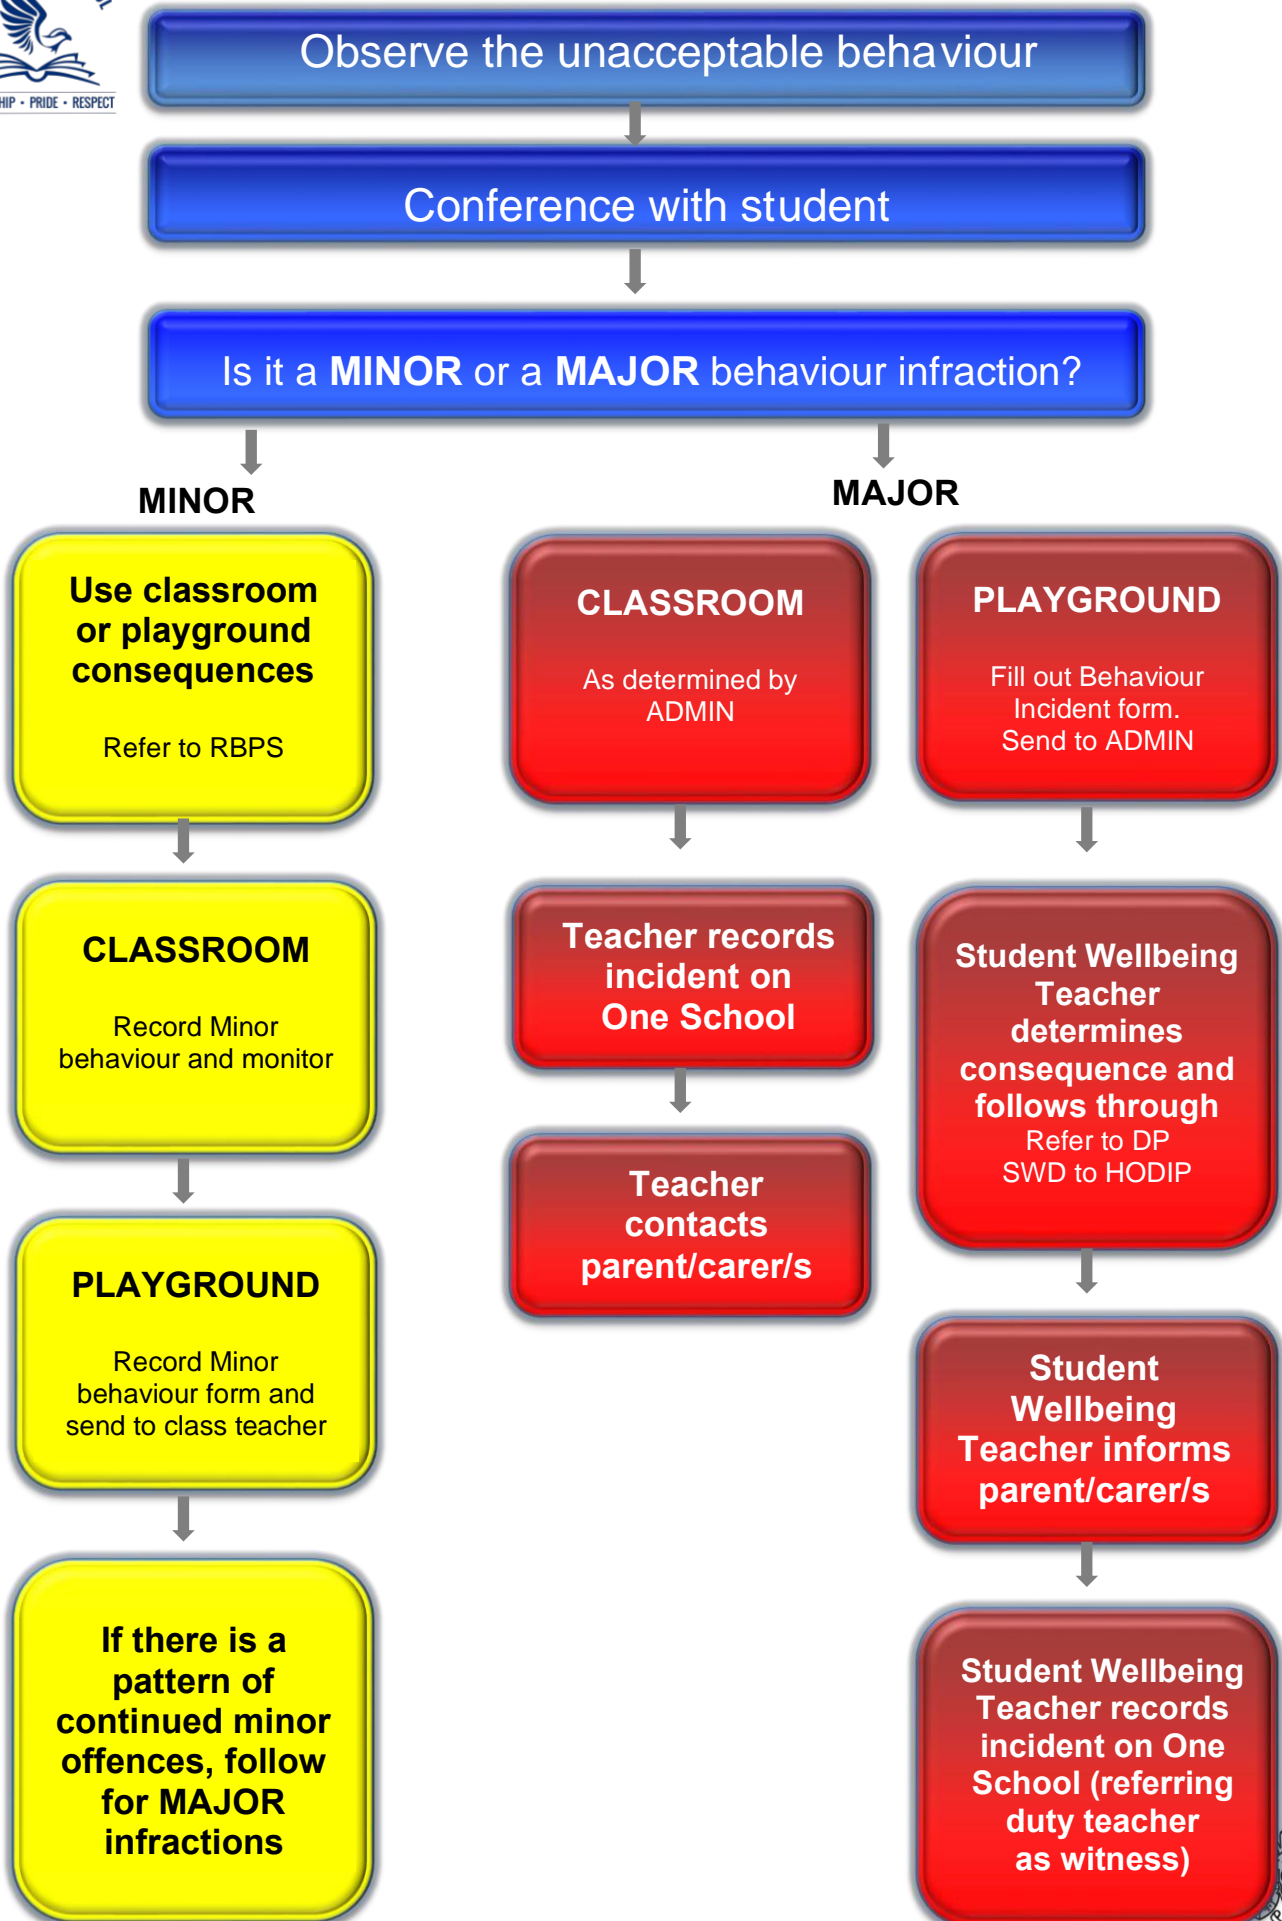 PRIDE • RESPECT
Observe the unacceptable behaviour
Conference with student
Is it a MINOR or a MAJOR behaviour infraction?
MINOR
Use classroom
or playground
consequences
Refer to RBPS
CLASSROOM
Record Minor
behaviour and monitor
PLAYGROUND
Record Minor
behaviour form and
send to class teacher
If there is a
pattern of
continued minor
offences, follow
for MAJOR
infractions
MAJOR
CLASSROOM
As determined by
ADMIN
Teacher records
incident on
One School
Teacher
contacts
parent/carer/s
PLAYGROUND
Fill out Behaviour
Incident form.
Send to ADMIN
Student Wellbeing
Teacher
determines
consequence and
follows through
Refer to DP
SWD to HODIP
Student
Wellbeing
Teacher informs
parent/carer/s
Student Wellbeing
Teacher records
incident on One
School (referring
duty teacher
as witness)